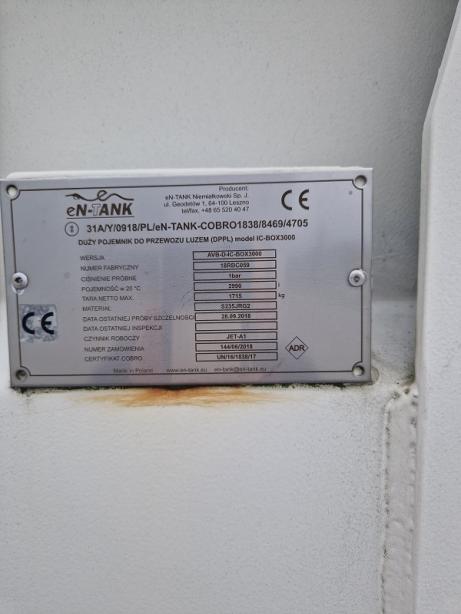 eN-TANK
Producent:
eN-TANK Niemiałkowski Sp. J.
ul. Geodetów 1, 64-100 Leszno
tel/fax. +48 65 520 40 47
CE
31A/Y/0918/PL/eN-TANK-COBRO1838/8469/4705
DUŻY POJEMNIK DO PRZEWOZU LUZEM (DPPL) model IC-BOX3000
WERSJA AVB-D-IC-BOX3000
NUMER FABRYCZNY 18RBC059
CIŚNIENIE PRÓBNE 1bar
POJEMNOŚĆ w 20 °C 2990 l
TARA NETTO MAX. 1715 kg
MATERIAŁ S235JRG2
DATA OSTATNIEJ PRÓBY SZCZELNOŚCI 26.09.2018
DATA OSTATNIEJ INSPEKCJI
CZYNNIK ROBOCZY JET-A1
NUMER ZAMÓWIENIA 144/06/2018
CERTYFIKAT COBRO UN/16/1838/17
CE
ADR
Made in Poland www.en-tank.eu en-tank@en-tank.eu